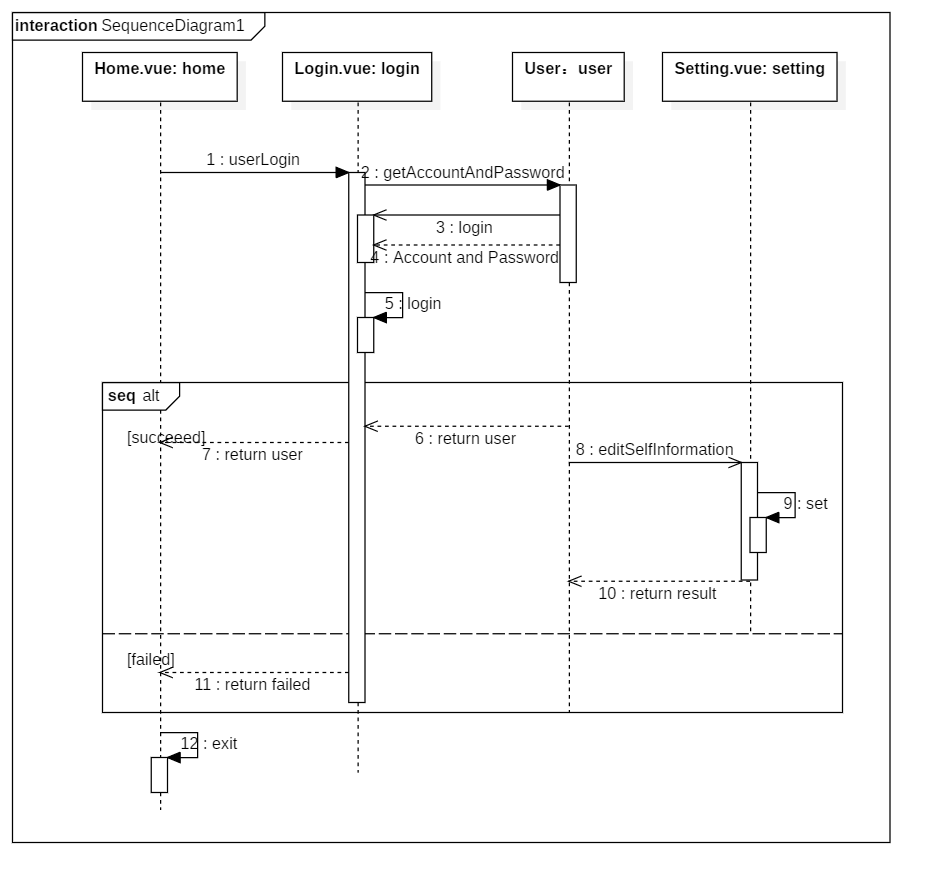 interaction SequenceDiagram1
Home.vue: home
Login.vue: login
User：user
Setting.vue: setting
1 : userLogin
2 : getAccountAndPassword
3 : login
4 : Account and Password
5 : login
seq alt
[succeeed]
6 : return user
7 : return user
8 : editSelfInformation
9 : set
10 : return result
[failed]
11 : return failed
12 : exit